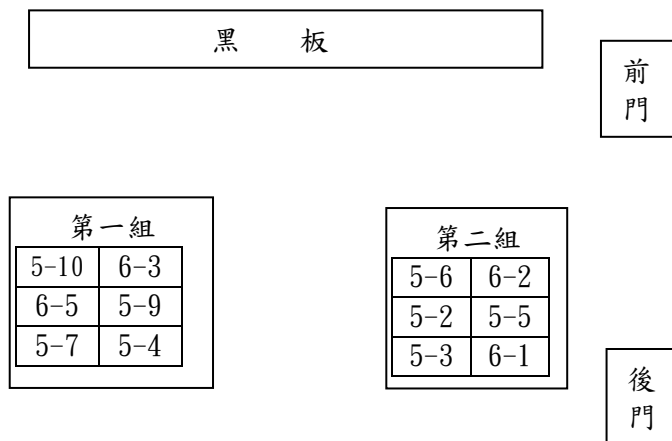 黑 板
前
門
第一組
5-10 6-3
6-5 5-9
5-7 5-4
第二組
5-6 6-2
5-2 5-5
5-3 6-1
後
門